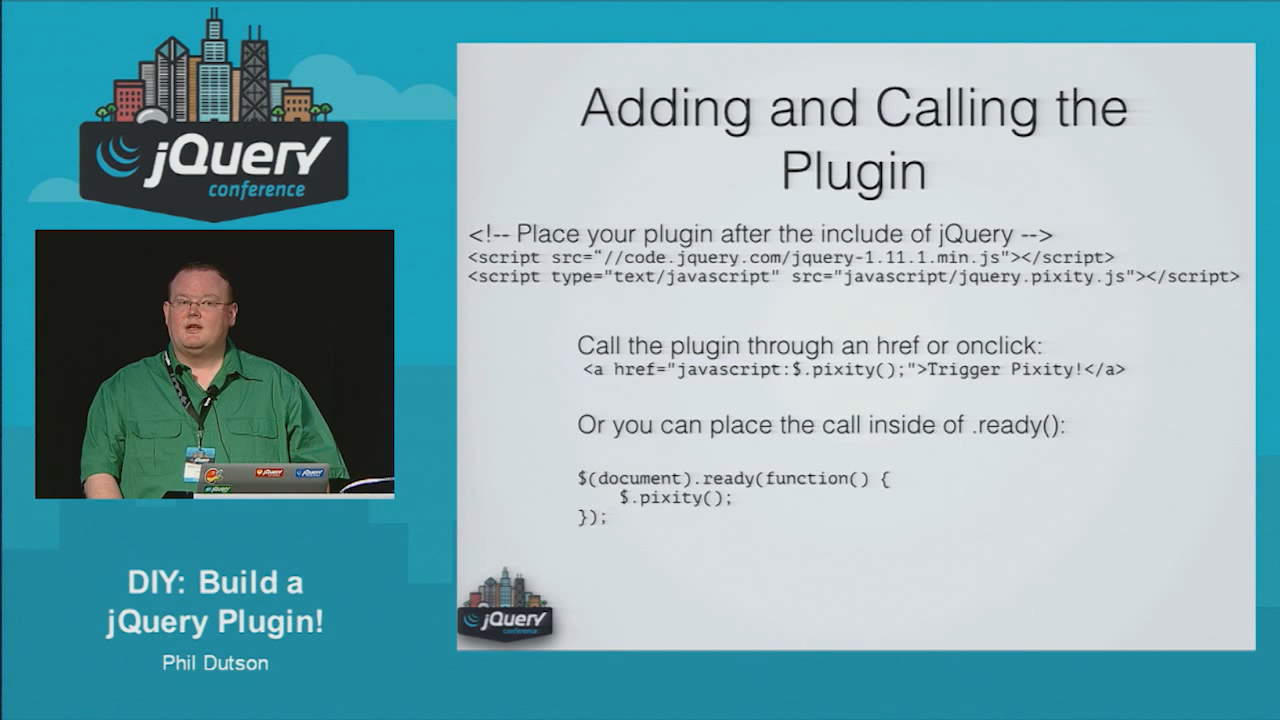 jQuery
conference
DIY: Build a
jQuery Plugin!
Phil Dutson
Adding and Calling the
Plugin
<!-- Place your plugin after the include of jQuery -->
<script src=“//code.jquery.com/jquery-1.11.1.min.js"></script>
<script type="text/javascript" src="javascript/jquery.pixity.js"></script>
Call the plugin through an href or onclick:
<a href="javascript:$.pixity();">Trigger Pixity!</a>
Or you can place the call inside of .ready():
$(document).ready(function() {
$.pixity();
});
jQuery
conference